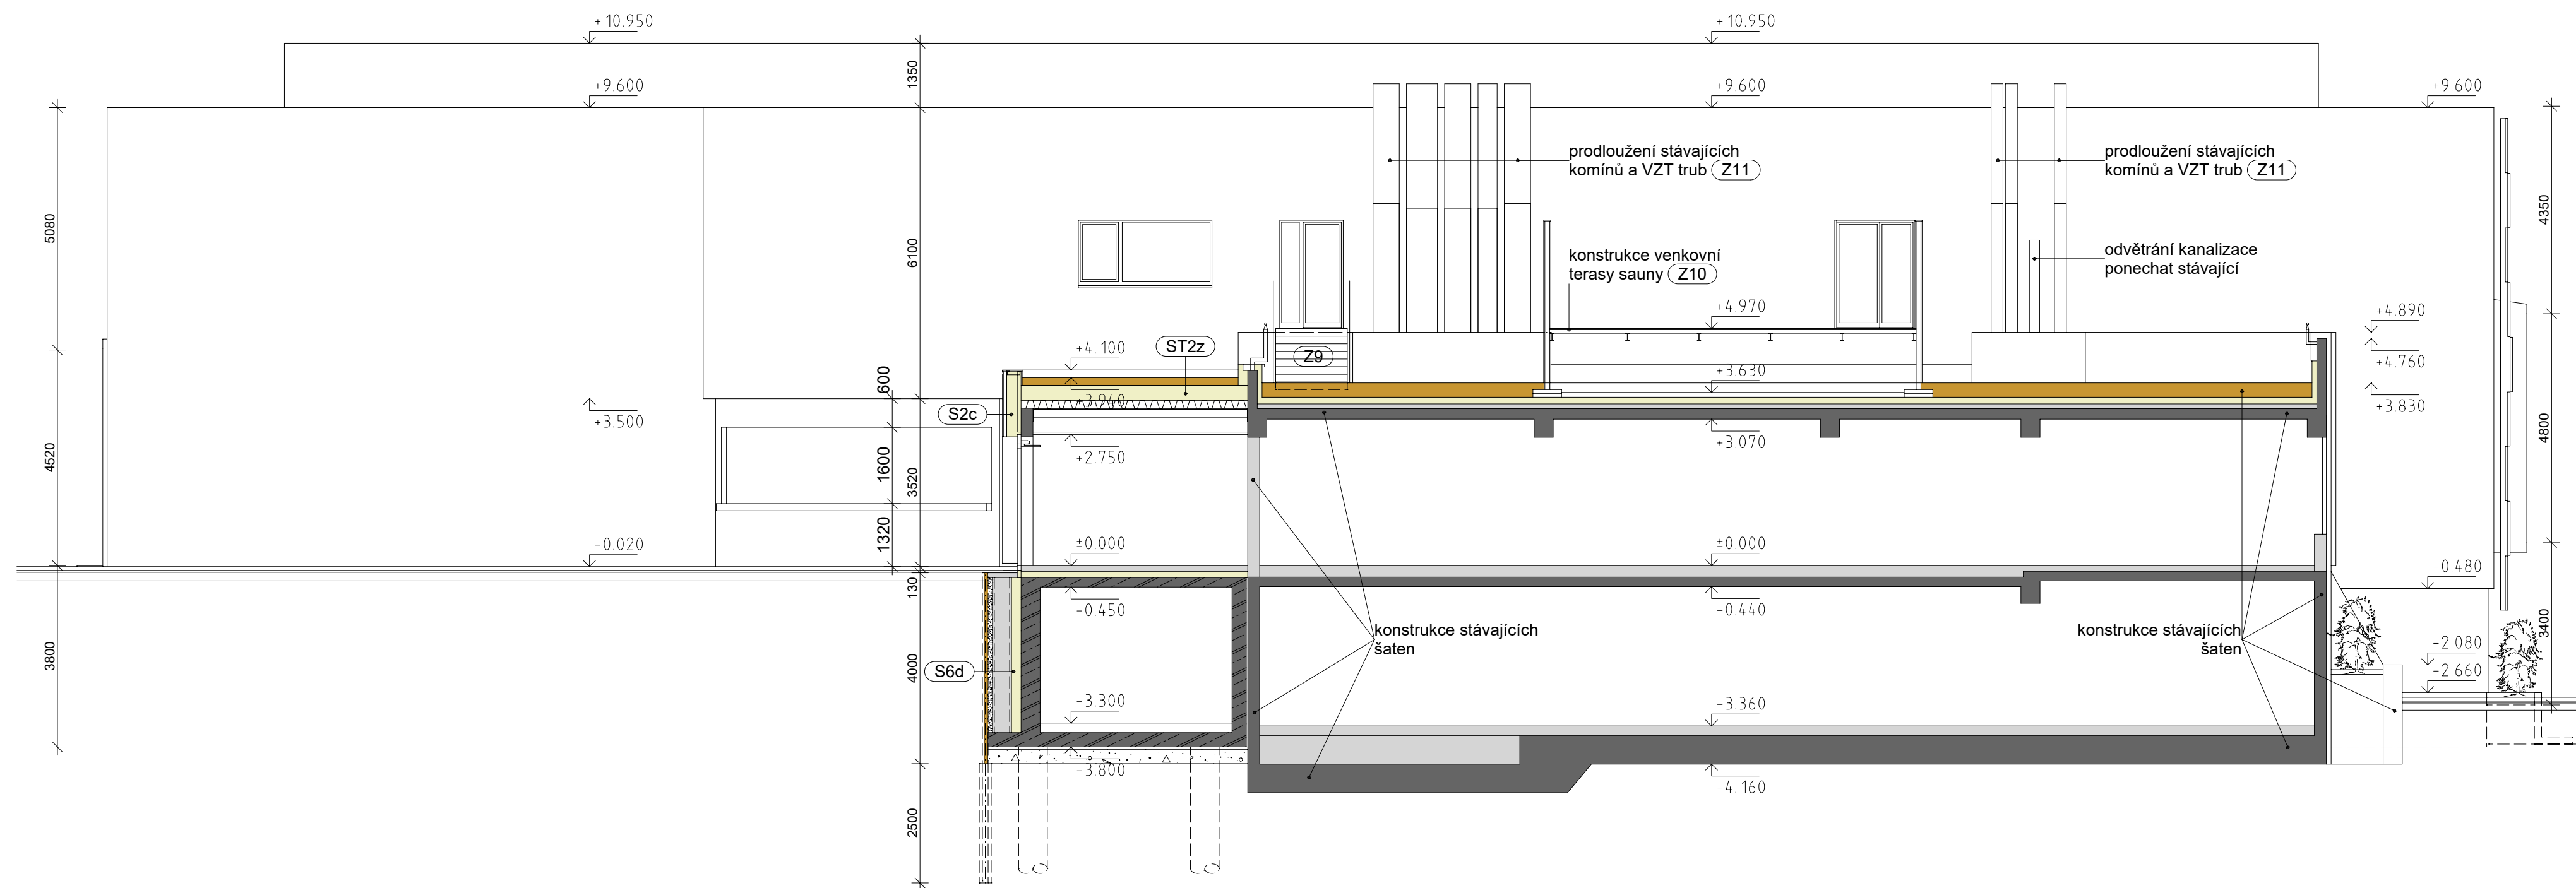 +10.950
+10.950
1350
+9.600
+9.600
+9.600
prodloužení stávajících
komínů a VZT trub Z11
prodloužení stávajících
komínů a VZT trub Z11
5080
6100
4350
konstrukce venkovní
terasy sauny Z10
odvětrání kanalizace
ponechat stávající
+4.970
+4.890
+4.100
ST2z
Z9
+4.760
600
+3.940
+3.630
+3.830
S2c
+3.500
+3.070
+2.750
4520
1600
3520
4800
1320
-0.020
±0.000
±0.000
-0.480
130
-0.450
-0.440
3800
4000
konstrukce stávajících
šaten
konstrukce stávajících
šaten
3400
-2.080
-2.660
S6d
-3.300
-3.360
-3.800
-4.160
2500